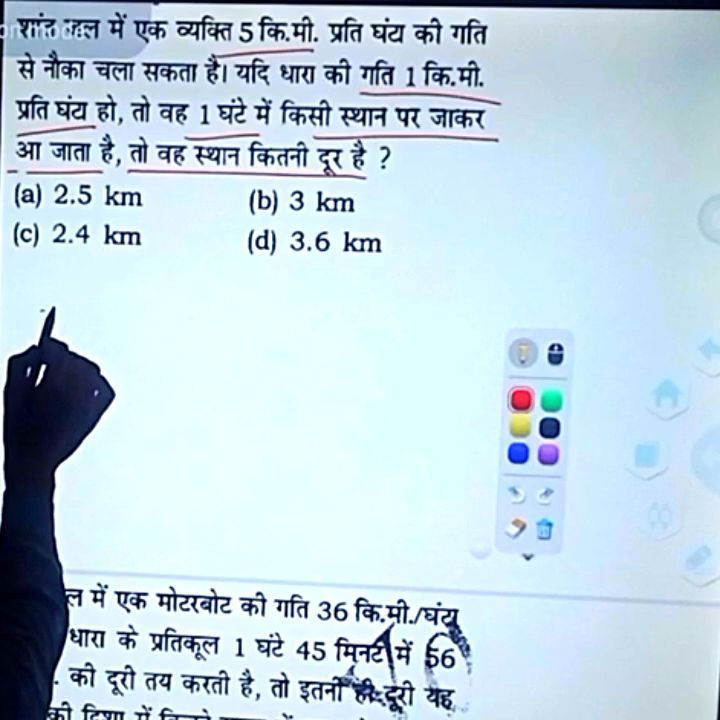 शांत जल में एक व्यक्ति 5 कि.मी. प्रति घंटा की गति
से नौका चला सकता है। यदि धारा की गति 1 कि.मी.
प्रति घंटा हो, तो वह 1 घंटे में किसी स्थान पर जाकर
आ जाता है, तो वह स्थान कितनी दूर है ?
(a) 2.5 km (b) 3 km
(c) 2.4 km (d) 3.6 km
में एक मोटरबोट की गति 36 कि.मी./घंटा
धारा के प्रतिकूल 1 घंटे 45 मिनट में 56
. की दूरी तय करती है, तो इतनी ही दूरी वह
की दिशा में